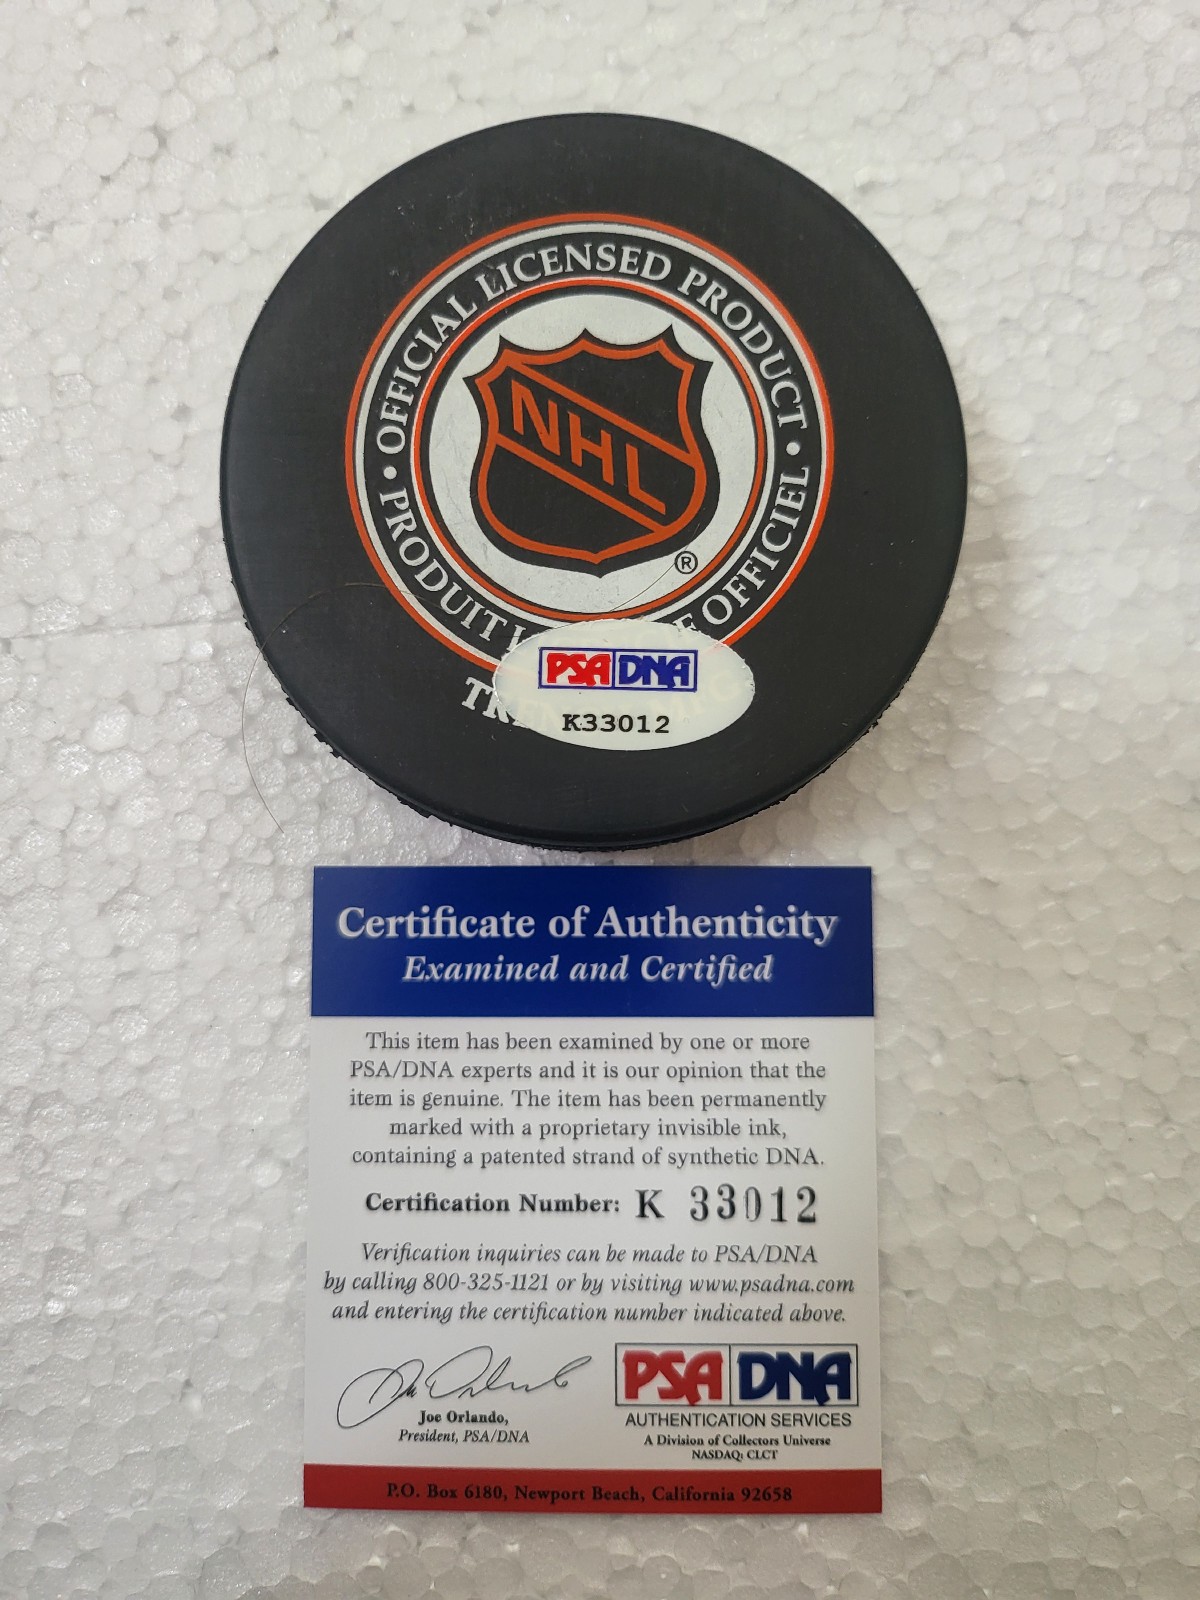 • OFFICIAL LICENSED PRODUCT •
NHL
®
PRODUIT OFFICIEL
PSA DNA
K33012
Certificate of Authenticity
Examined and Certified
This item has been examined by one or more
PSA/DNA experts and it is our opinion that the
item is genuine. The item has been permanently
marked with a proprietary invisible ink,
containing a patented strand of synthetic DNA.
Certification Number: K 33012
Verification inquiries can be made to PSA/DNA
by calling 800-325-1121 or by visiting www.psadna.com
and entering the certification number indicated above.
Joe Orlando,
President, PSA/DNA
PSA DNA
AUTHENTICATION SERVICES
A Division of Collectors Universe
NASDAQ: CLCT
P.O. Box 6180, Newport Beach, California 92658